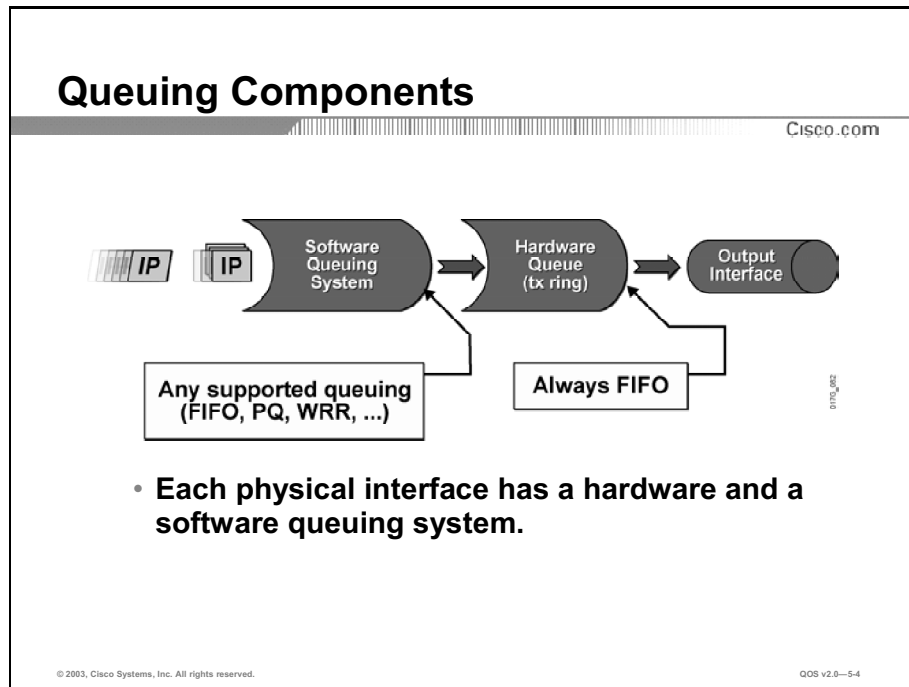 Queuing Components
Cisco.com
IP
IP
Software
Queuing
System
Hardware
Queue
(tx ring)
Output
Interface
Any supported queuing
(FIFO, PQ, WRR, ...)
Always FIFO
017G_052
• Each physical interface has a hardware and a
software queuing system.
© 2003, Cisco Systems, Inc. All rights reserved.
QOS v2.0—5-4